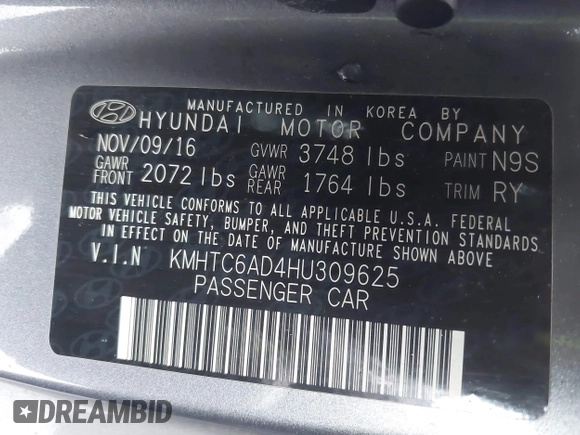 MANUFACTURED IN KOREA BY
HYUNDAI MOTOR COMPANY
NOV/09/16 GVWR 3748 lbs PAINT N9S
GAWR FRONT 2072 lbs GAWR REAR 1764 lbs TRIM RY
THIS VEHICLE CONFORMS TO ALL APPLICABLE U.S.A. FEDERAL
MOTOR VEHICLE SAFETY, BUMPER, AND THEFT PREVENTION STANDARDS
IN EFFECT ON THE DATE OF MANUFACTURE SHOWN ABOVE.
V.I.N KMHTC6AD4HU309625
PASSENGER CAR
DREAMBID